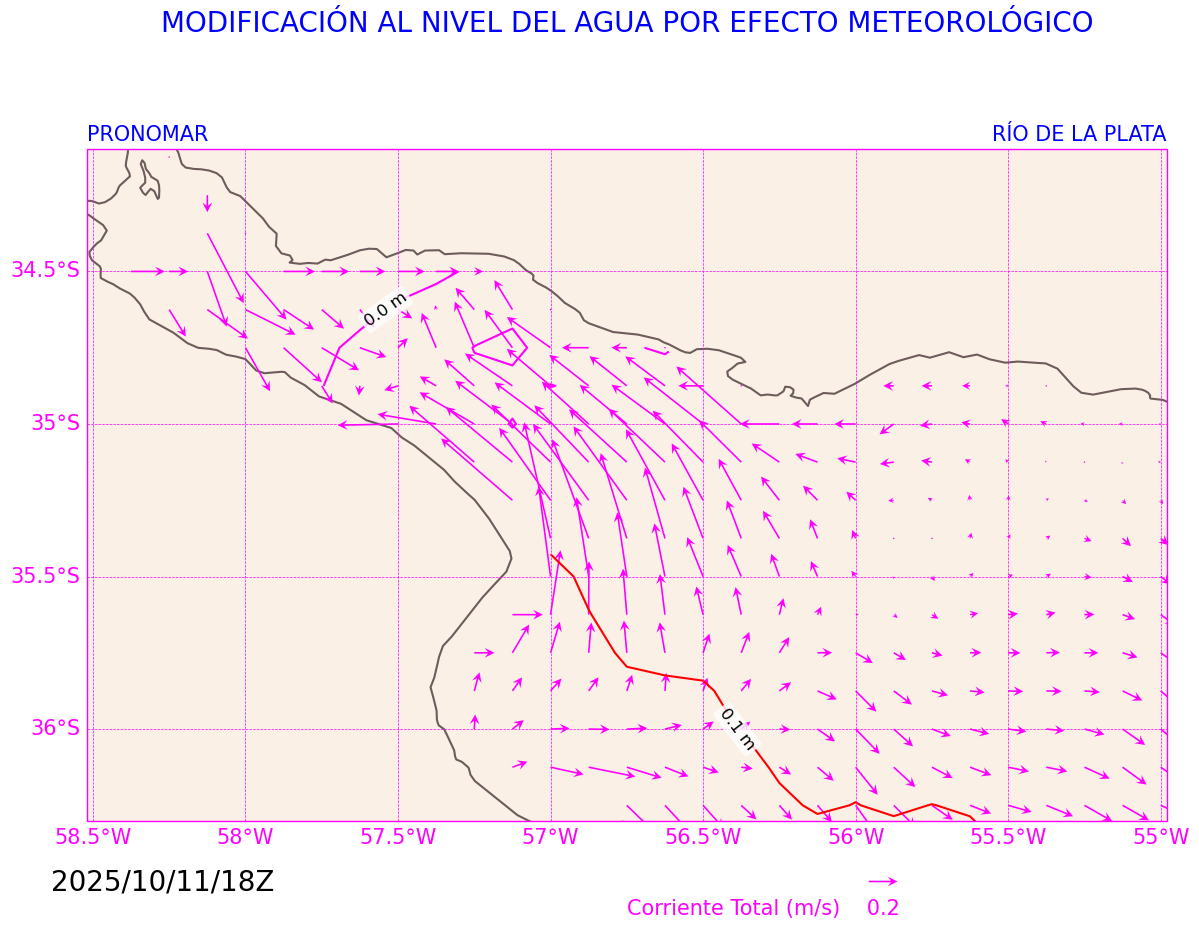 MODIFICACIÓN AL NIVEL DEL AGUA POR EFECTO METEOROLÓGICO
PRONOMAR
RÍO DE LA PLATA
34.5°S
0.0 m
35°S
35.5°S
0.1 m
36°S
58.5°W 58°W 57.5°W 57°W 56.5°W 56°W 55.5°W 55°W
2025/10/11/18Z
Corriente Total (m/s) 0.2